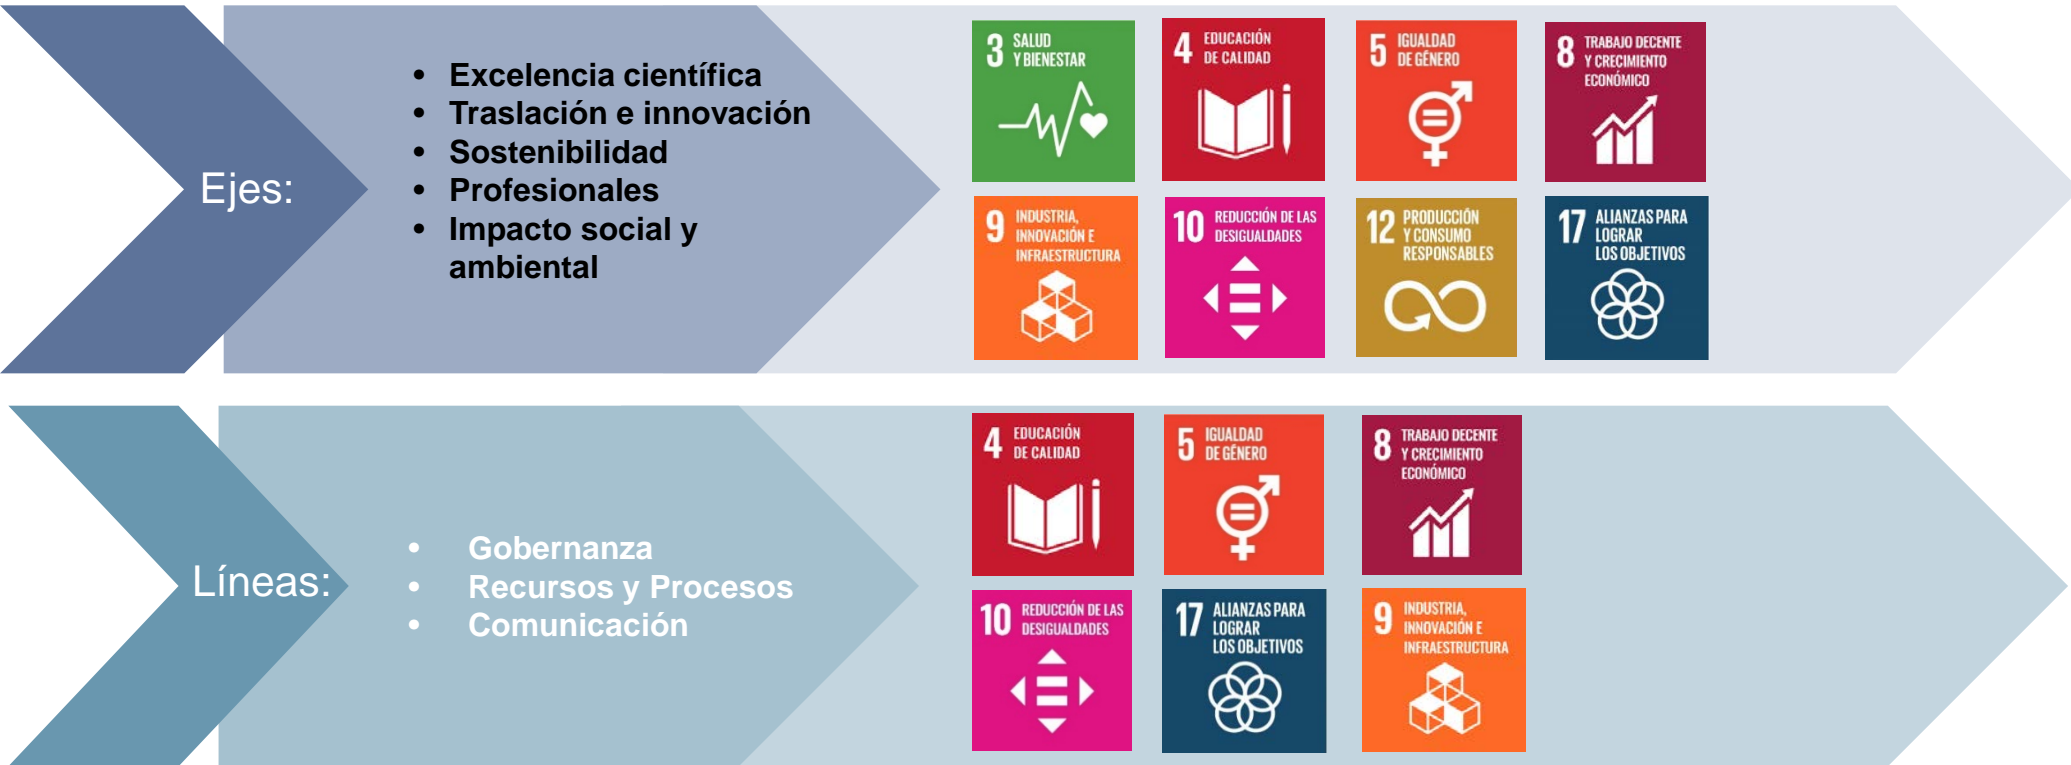 Ejes:
• Excelencia científica
• Traslación e innovación
• Sostenibilidad
• Profesionales
• Impacto social y
ambiental
3 SALUD
Y BIENESTAR
4 EDUCACIÓN
DE CALIDAD
5 IGUALDAD
DE GÉNERO
8 TRABAJO DECENTE
Y CRECIMIENTO
ECONÓMICO
9 INDUSTRIA,
INNOVACIÓN E
INFRAESTRUCTURA
10 REDUCCIÓN DE LAS
DESIGUALDADES
12 PRODUCCIÓN
Y CONSUMO
RESPONSABLES
17 ALIANZAS PARA
LOGRAR
LOS OBJETIVOS
Líneas:
• Gobernanza
• Recursos y Procesos
• Comunicación
4 EDUCACIÓN
DE CALIDAD
5 IGUALDAD
DE GÉNERO
8 TRABAJO DECENTE
Y CRECIMIENTO
ECONÓMICO
10 REDUCCIÓN DE LAS
DESIGUALDADES
17 ALIANZAS PARA
LOGRAR
LOS OBJETIVOS
9 INDUSTRIA,
INNOVACIÓN E
INFRAESTRUCTURA